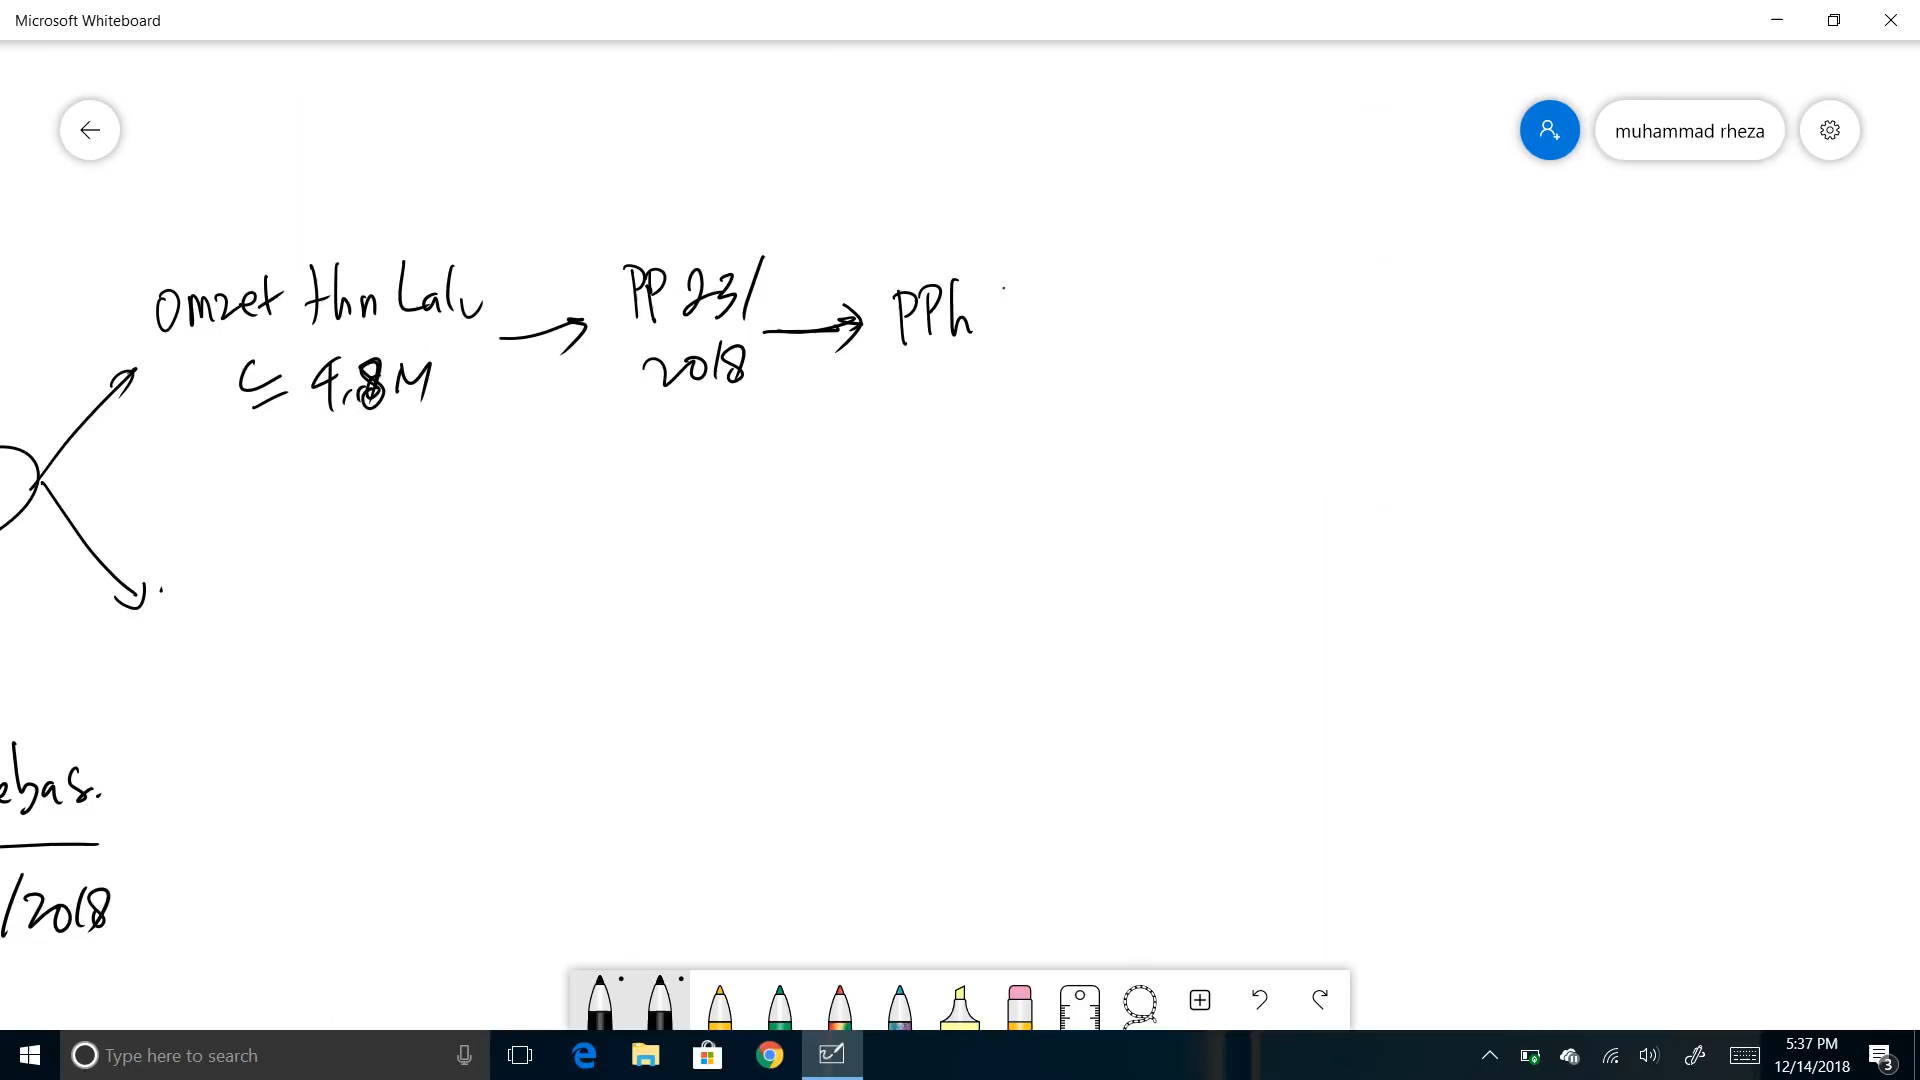 Microsoft Whiteboard
muhammad rheza
Omzet thn Lalu
≤ 4,8 M
PP 23/
2018
PPh
ebas.
/2018
Type here to search
5:37 PM
12/14/2018
3